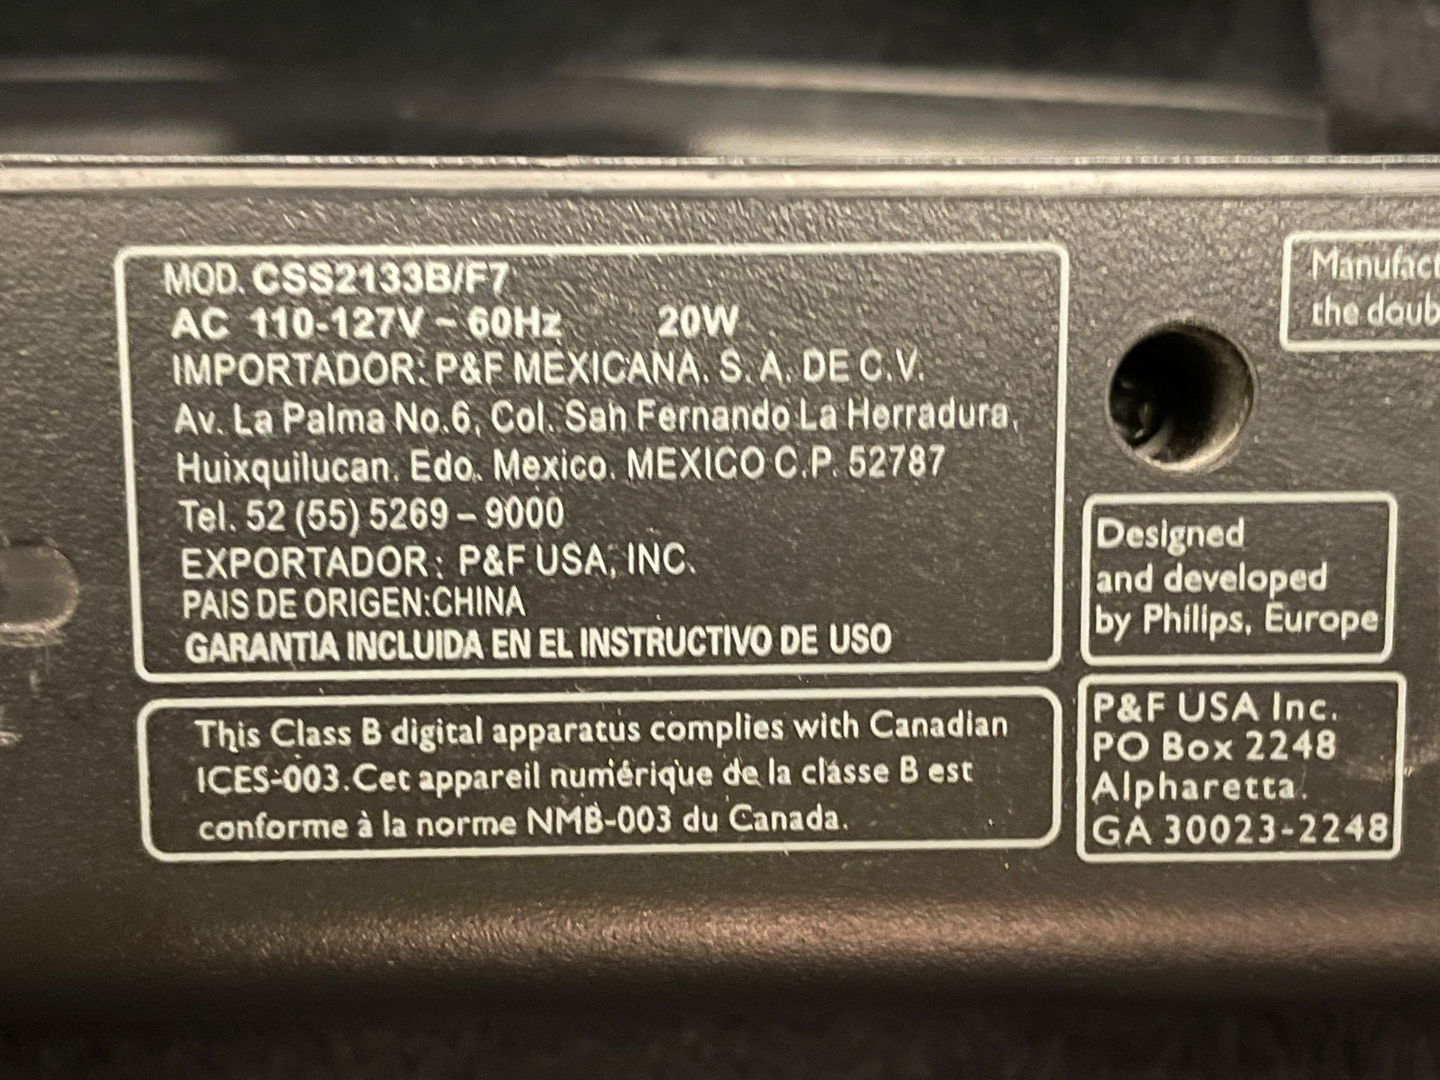 MOD. CSS2133B/F7
AC 110-127V ~ 60Hz 20W
IMPORTADOR: P&F MEXICANA. S. A. DE C.V.
Av. La Palma No.6, Col. San Fernando La Herradura,
Huixquilucan. Edo. Mexico. MEXICO C.P. 52787
Tel. 52 (55) 5269 – 9000
EXPORTADOR: P&F USA, INC.
PAIS DE ORIGEN:CHINA
GARANTIA INCLUIDA EN EL INSTRUCTIVO DE USO
This Class B digital apparatus complies with Canadian
ICES-003.Cet appareil numérique de la classe B est
conforme à la norme NMB-003 du Canada.
Manufact
the doub
Designed
and developed
by Philips, Europe
P&F USA Inc.
PO Box 2248
Alpharetta.
GA 30023-2248